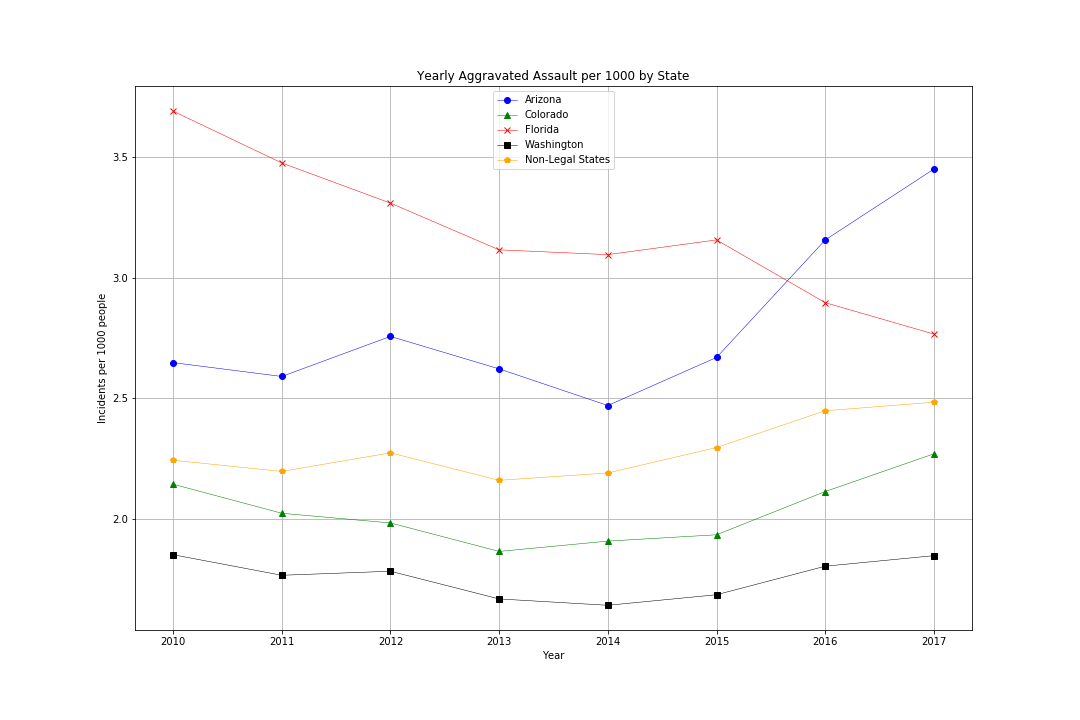 Yearly Aggravated Assault per 1000 by State
Arizona
Colorado
Florida
Washington
Non-Legal States
3.5
3.0
2.5
2.0
Incidents per 1000 people
2010 2011 2012 2013 2014 2015 2016 2017
Year